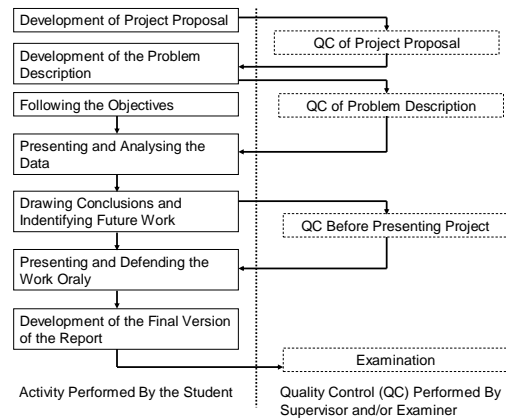 Development of Project Proposal
QC of Project Proposal
Development of the Problem
Description
QC of Problem Description
Following the Objectives
Presenting and Analysing the
Data
Drawing Conclusions and
Indentifying Future Work
QC Before Presenting Project
Presenting and Defending the
Work Oraly
Development of the Final Version
of the Report
Examination
Activity Performed By the Student
Quality Control (QC) Performed By
Supervisor and/or Examiner